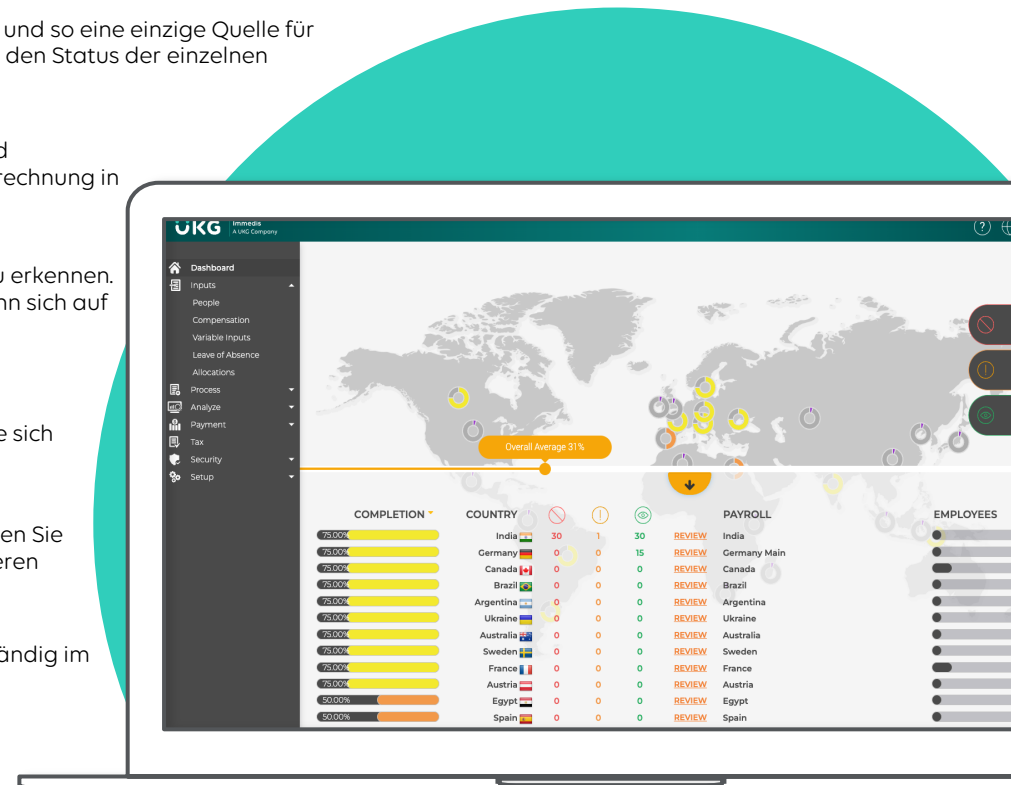 und so eine einzige Quelle für
den Status der einzelnen
d
rechnung in
u erkennen.
nn sich auf
e sich
en Sie
eren
ändig im
UKG Immedis
A UKG Company
?
Dashboard
Inputs
People
Compensation
Variable Inputs
Leave of Absence
Allocations
Process
Analyze
Payment
Tax
Security
Setup
Overall Average 31%
COMPLETION COUNTRY PAYROLL EMPLOYEES
75.00% India 30 1 30 REVIEW India
75.00% Germany 0 0 15 REVIEW Germany Main
75.00% Canada 0 0 0 REVIEW Canada
75.00% Brazil 0 0 0 REVIEW Brazil
75.00% Argentina 0 0 0 REVIEW Argentina
75.00% Ukraine 0 0 0 REVIEW Ukraine
75.00% Australia 0 0 0 REVIEW Australia
75.00% Sweden 0 0 0 REVIEW Sweden
75.00% France 0 0 0 REVIEW France
75.00% Austria 0 0 0 REVIEW Austria
50.00% Egypt 0 0 0 REVIEW Egypt
50.00% Spain 0 0 0 REVIEW Spain